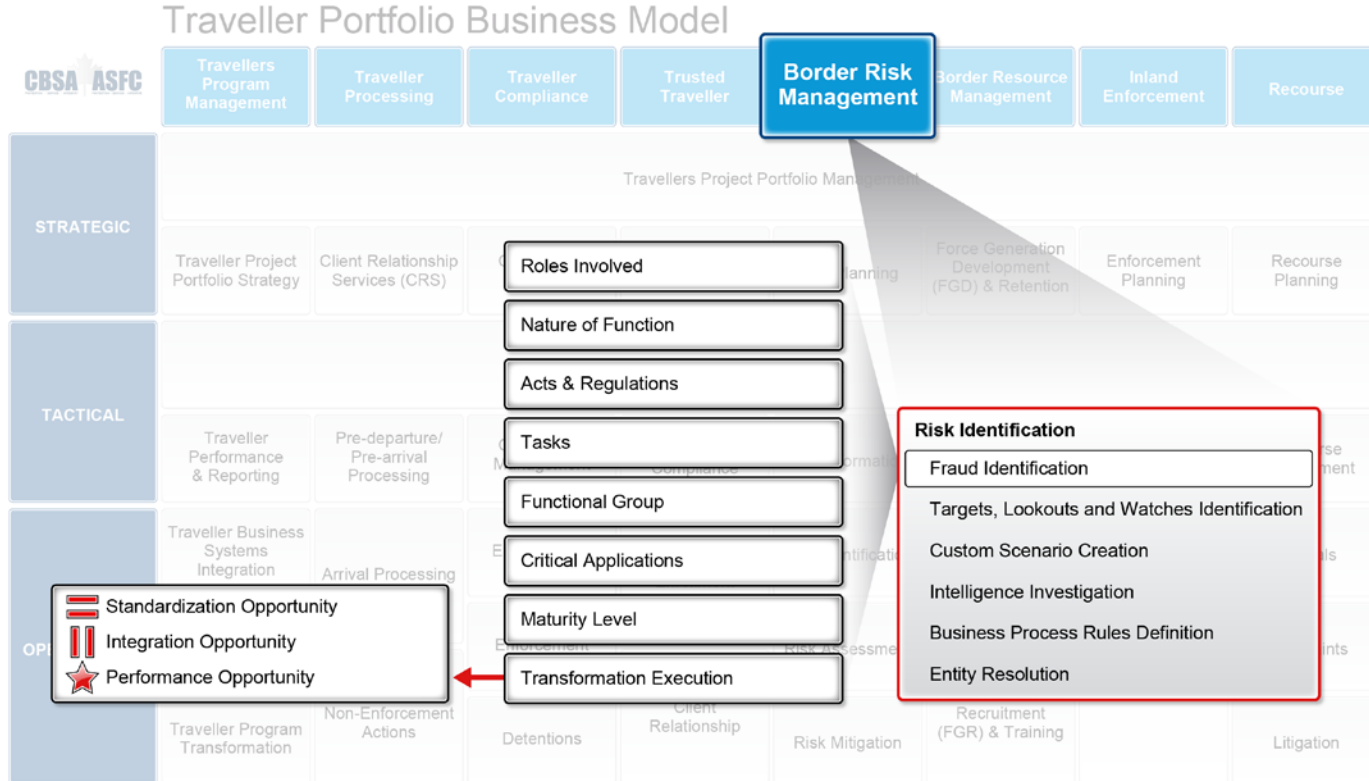 Traveller Portfolio Business Model
CBSA ASFC
Travellers
Program
Management
Traveller
Processing
Traveller
Compliance
Trusted
Traveller
Border Risk
Management
Border Resource
Management
Inland
Enforcement
Recourse
STRATEGIC
Travellers Project Portfolio Management
Traveller Project
Portfolio Strategy
Client Relationship
Services (CRS)
Force Generation
Development
(FGD) & Retention
Enforcement
Planning
Recourse
Planning
TACTICAL
Traveller
Performance
& Reporting
Pre-departure/
Pre-arrival
Processing
Compliance
Traveller Business
Systems
Integration
Arrival Processing
Enforcement
Traveller Program
Transformation
Non-Enforcement
Actions
Detentions
Client
Relationship
Risk Mitigation
Recruitment
(FGR) & Training
Litigation
Roles Involved
Nature of Function
Acts & Regulations
Tasks
Functional Group
Critical Applications
Maturity Level
Transformation Execution
Standardization Opportunity
Integration Opportunity
Performance Opportunity
Risk Identification
Fraud Identification
Targets, Lookouts and Watches Identification
Custom Scenario Creation
Intelligence Investigation
Business Process Rules Definition
Entity Resolution